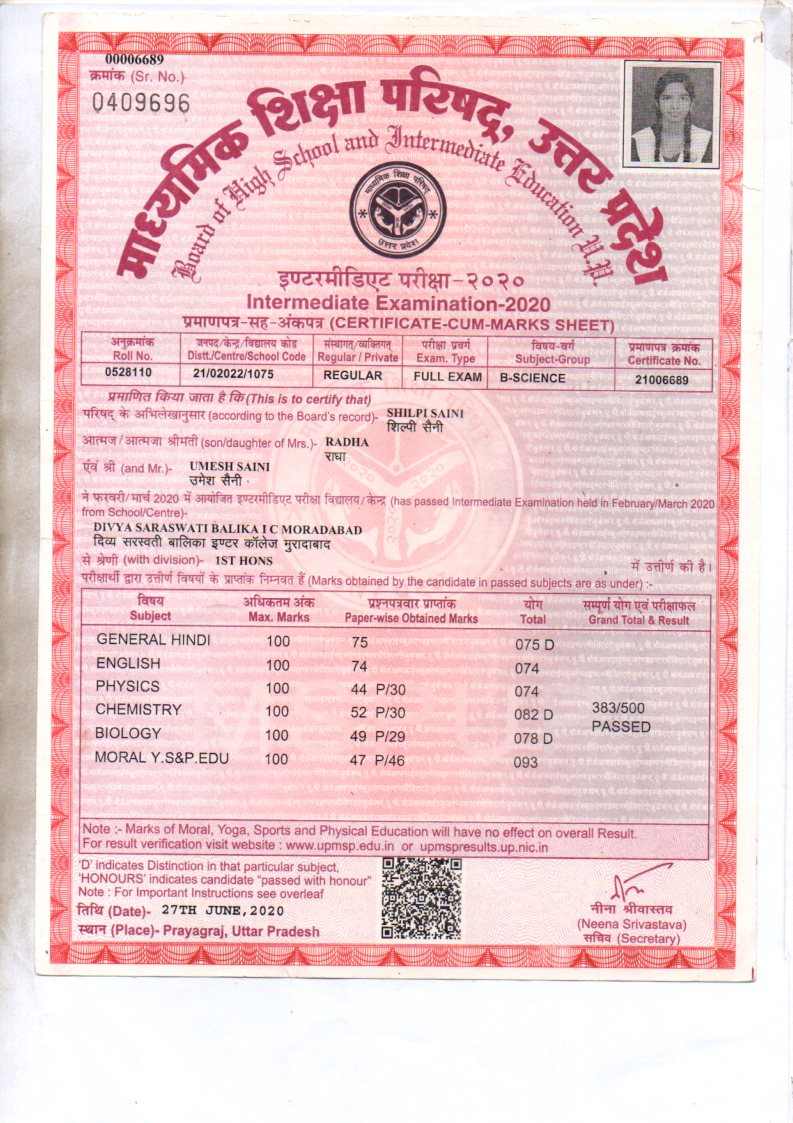 00006689
क्रमांक (Sr. No.)
0409696
माध्यमिक शिक्षा परिषद्, उत्तर प्रदेश
Board of High School and Intermediate Education U.P.
माध्यमिक शिक्षा परिषद्
उत्तर प्रदेश
इण्टरमीडिएट परीक्षा-२०२०
Intermediate Examination-2020
प्रमाणपत्र-सह-अंकपत्र (CERTIFICATE-CUM-MARKS SHEET)
अनुक्रमांक जनपद/केन्द्र/विद्यालय कोड संस्थागत्/व्यक्तिगत् परीक्षा प्रवर्ग विषय-वर्ग प्रमाणपत्र क्रमांक
Roll No. Distt./Centre/School Code Regular / Private Exam. Type Subject-Group Certificate No.
0528110 21/02022/1075 REGULAR FULL EXAM B-SCIENCE 21006689
प्रमाणित किया जाता है कि(This is to certify that)
परिषद् के अभिलेखानुसार (according to the Board's record)- SHILPI SAINI
शिल्पी सैनी
आत्मज/आत्मजा श्रीमती (son/daughter of Mrs.)- RADHA
राधा
एंवं श्री (and Mr.)- UMESH SAINI
उमेश सैनी
ने फरवरी/मार्च 2020 में आयोजित इण्टरमीडिएट परीक्षा विद्यालय/केन्द्र (has passed Intermediate Examination held in February/March 2020
from School/Centre)-
DIVYA SARASWATI BALIKA I C MORADABAD
दिव्य सरस्वती बालिका इण्टर कॉलेज मुरादाबाद
से श्रेणी (with division)- 1ST HONS में उत्तीर्ण की है।
परीक्षार्थी द्वारा उत्तीर्ण विषयों के प्राप्तांक निम्नवत हैं (Marks obtained by the candidate in passed subjects are as under) :-
विषय अधिकतम अंक प्रश्नपत्रवार प्राप्तांक योग सम्पूर्ण योग एवं परीक्षाफल
Subject Max. Marks Paper-wise Obtained Marks Total Grand Total & Result
GENERAL HINDI 100 75 075 D
ENGLISH 100 74 074
PHYSICS 100 44 P/30 074
CHEMISTRY 100 52 P/30 082 D 383/500
BIOLOGY 100 49 P/29 078 D PASSED
MORAL Y.S&P.EDU 100 47 P/46 093
Note :- Marks of Moral, Yoga, Sports and Physical Education will have no effect on overall Result.
For result verification visit website : www.upmsp.edu.in or upmspresults.up.nic.in
'D' indicates Distinction in that particular subject,
'HONOURS' indicates candidate "passed with honour"
Note : For Important Instructions see overleaf
तिथि (Date)- 27TH JUNE,2020
स्थान (Place)- Prayagraj, Uttar Pradesh
नीना श्रीवास्तव
(Neena Srivastava)
सचिव (Secretary)